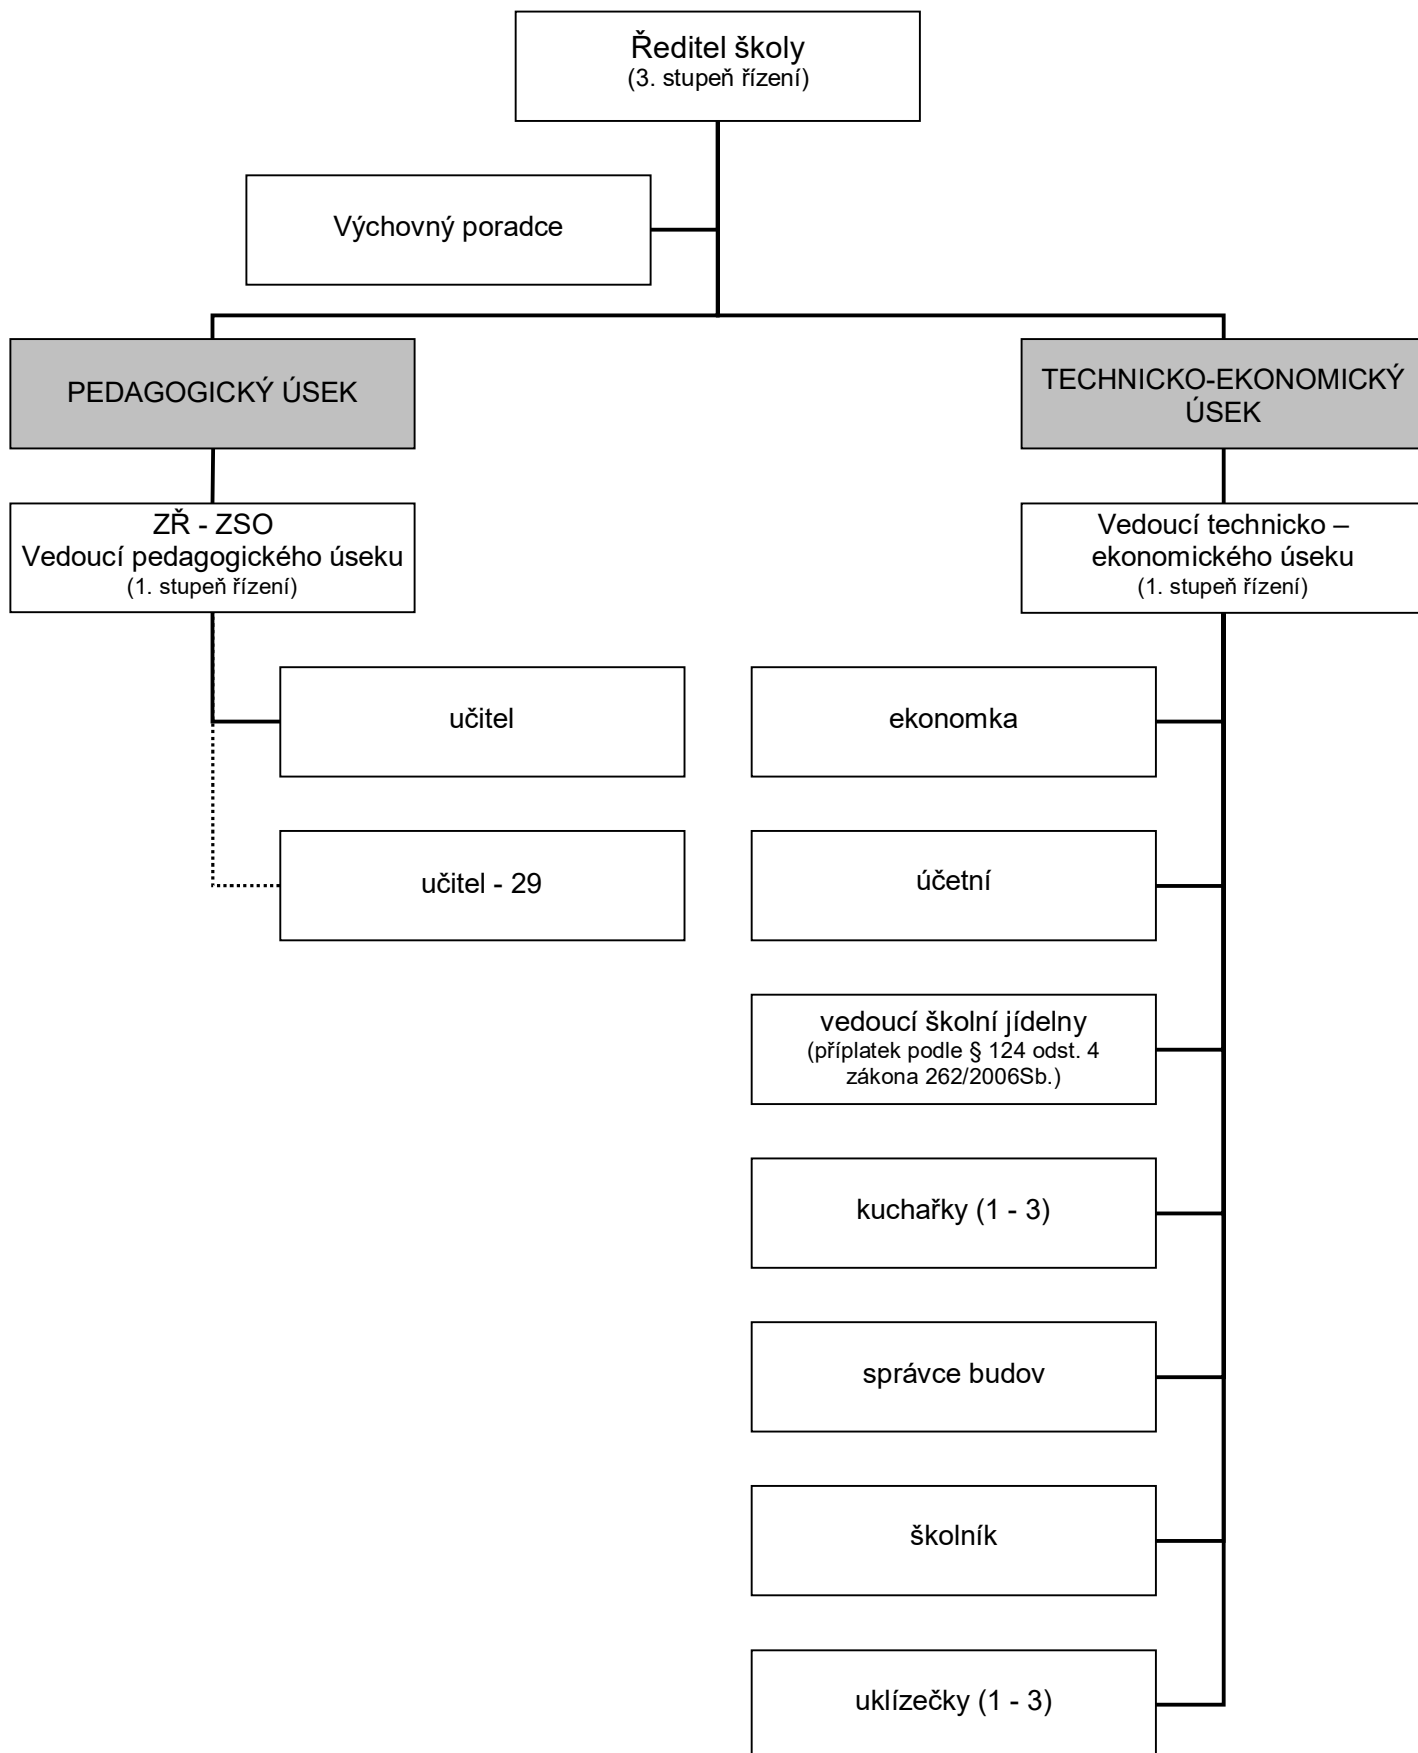 Ředitel školy
(3. stupeň řízení)
Výchovný poradce
PEDAGOGICKÝ ÚSEK
TECHNICKO-EKONOMICKÝ
ÚSEK
ZŘ - ZSO
Vedoucí pedagogického úseku
(1. stupeň řízení)
Vedoucí technicko –
ekonomického úseku
(1. stupeň řízení)
učitel
ekonomka
učitel - 29
účetní
vedoucí školní jídelny
(příplatek podle § 124 odst. 4
zákona 262/2006Sb.)
kuchařky (1 - 3)
správce budov
školník
uklízečky (1 - 3)